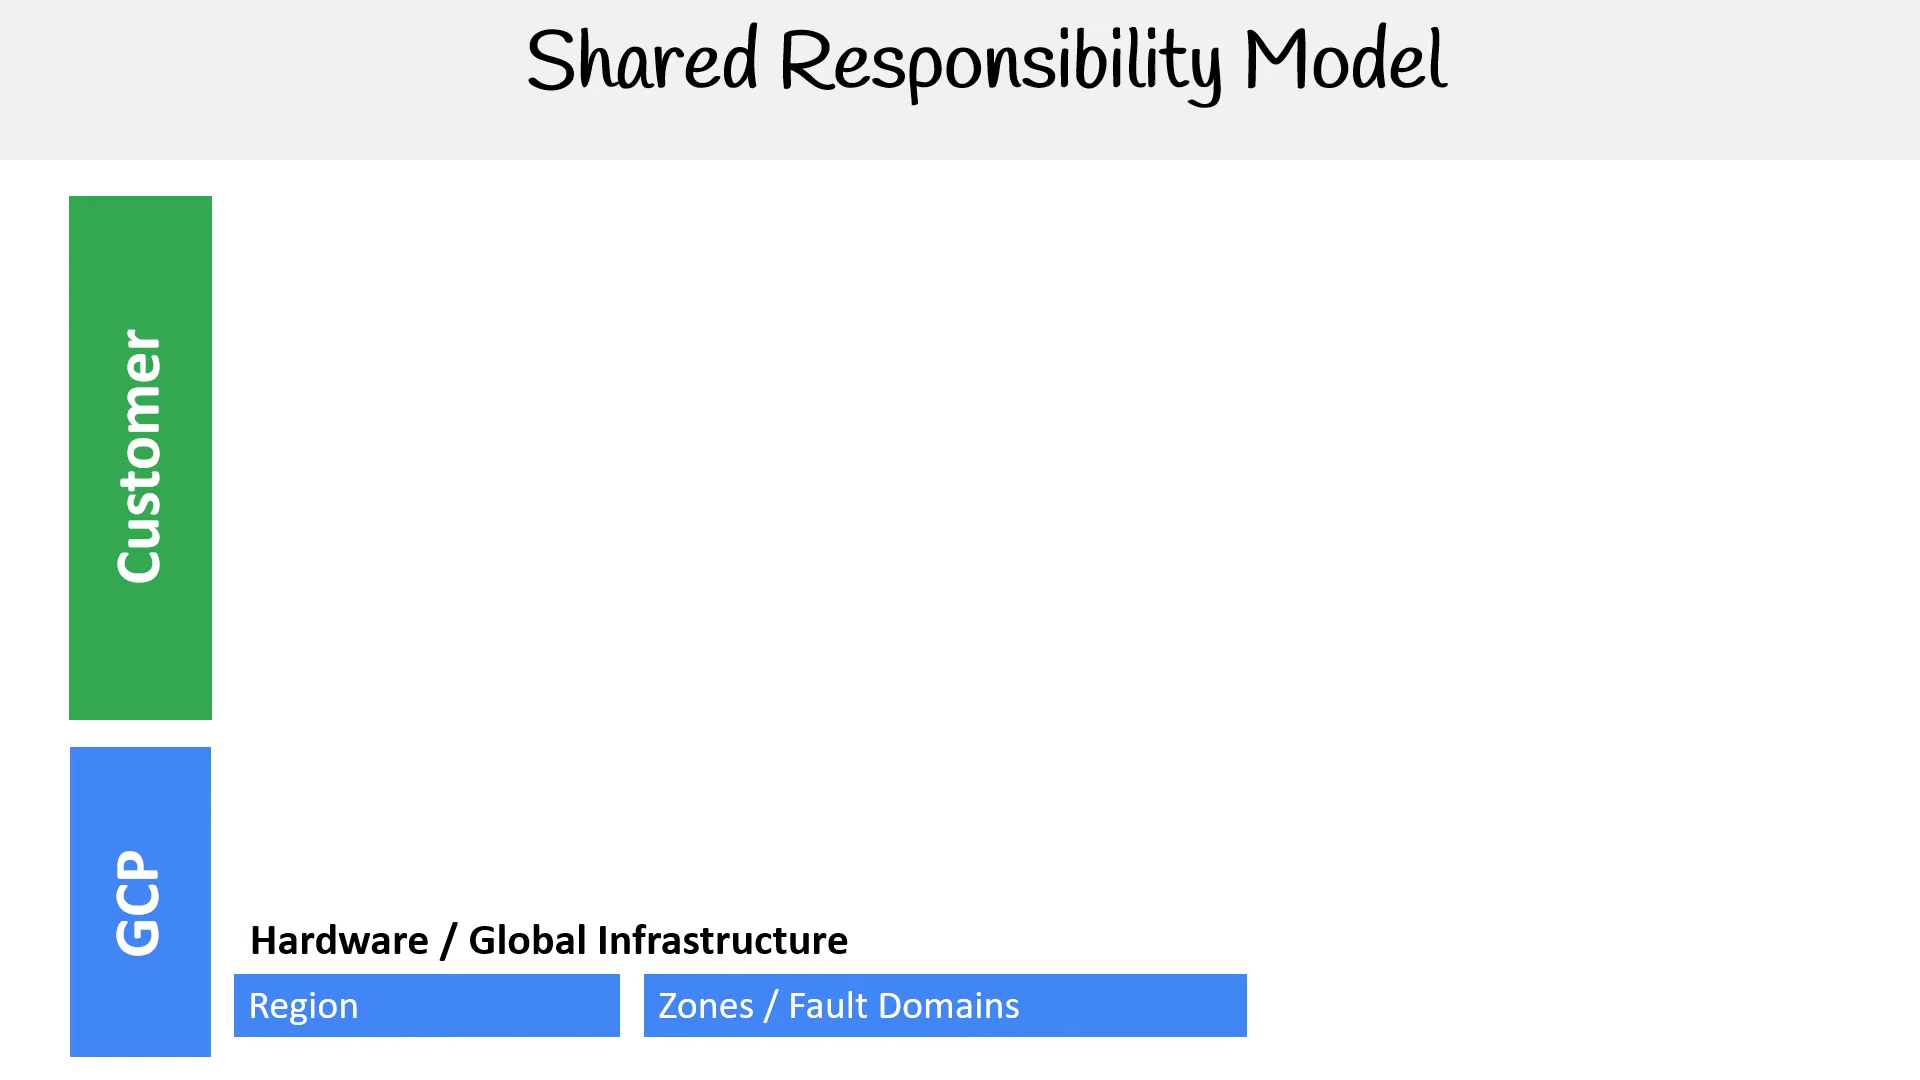 Shared Responsibility Model
Customer
GCP
Hardware / Global Infrastructure
Region
Zones / Fault Domains